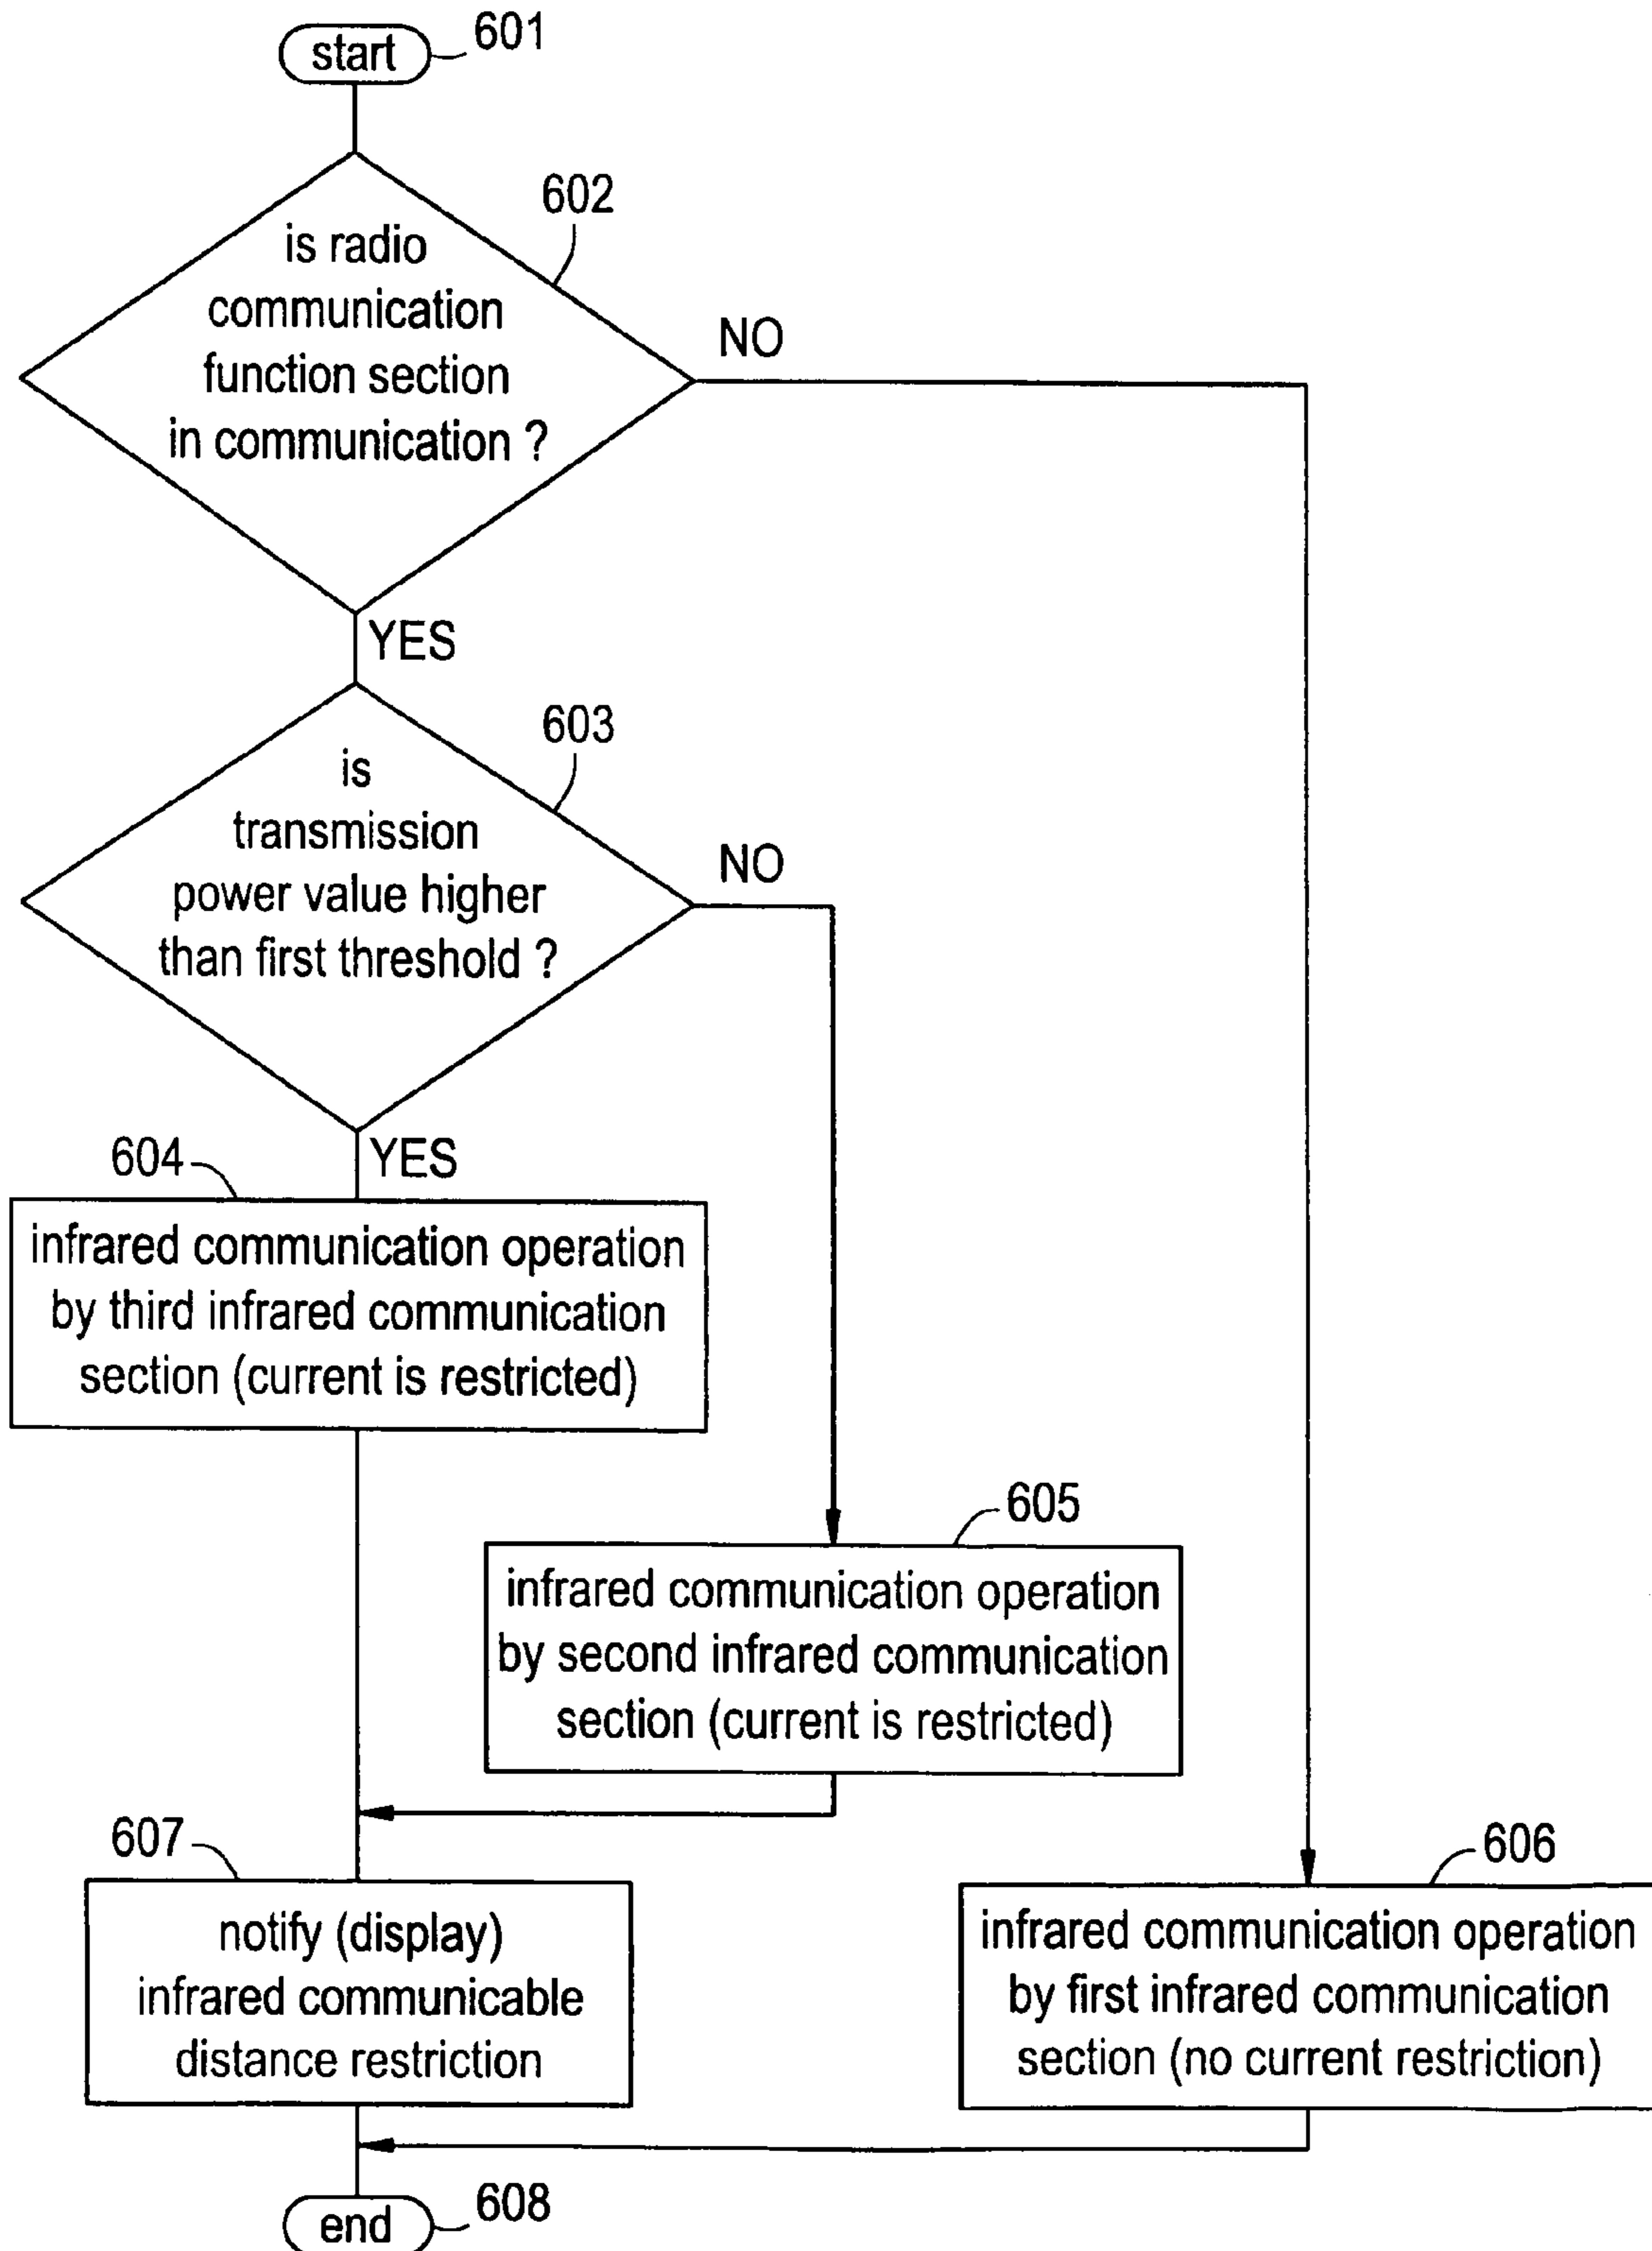 start
601
602
is radio
communication
function section
in communication ?
NO
YES
603
is
transmission
power value higher
than first threshold ?
NO
YES
604
infrared communication operation
by third infrared communication
section (current is restricted)
605
infrared communication operation
by second infrared communication
section (current is restricted)
607
notify (display)
infrared communicable
distance restriction
606
infrared communication operation
by first infrared communication
section (no current restriction)
end
608